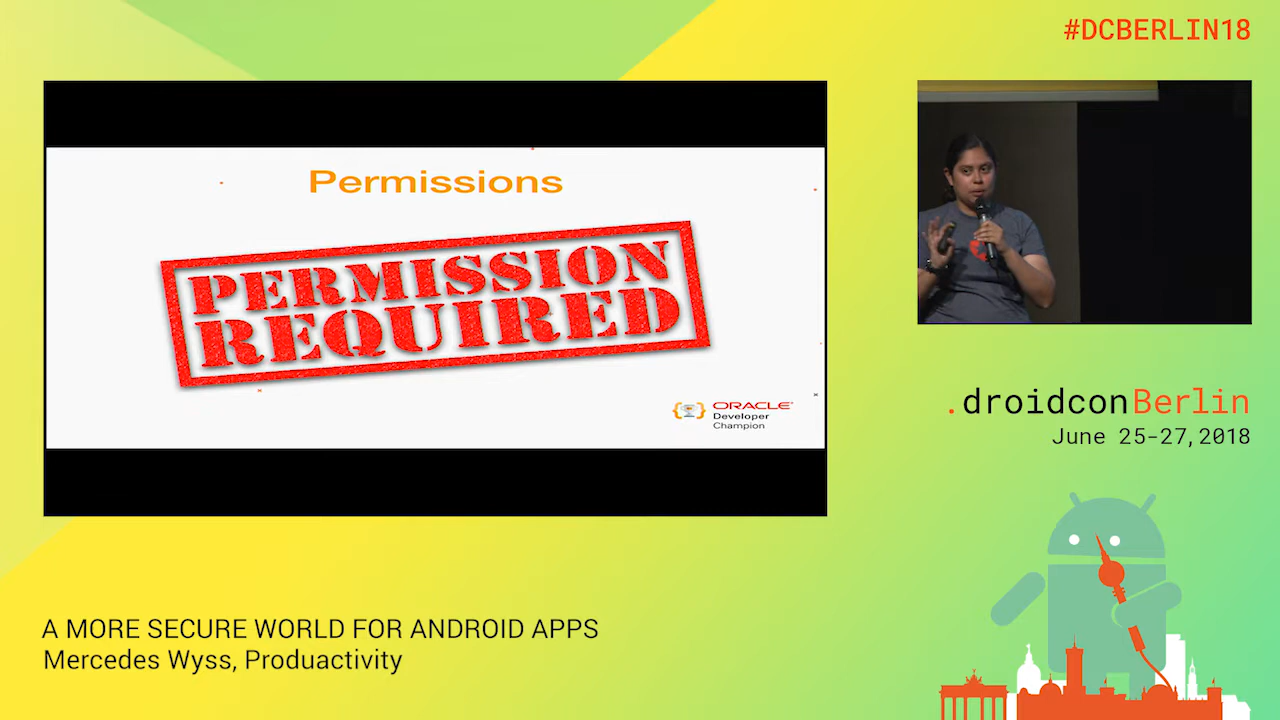 #DCBERLIN18
Permissions
PERMISSION
REQUIRED
ORACLE
Developer
Champion
.droidconBerlin
June 25-27,2018
A MORE SECURE WORLD FOR ANDROID APPS
Mercedes Wyss, Produactivity